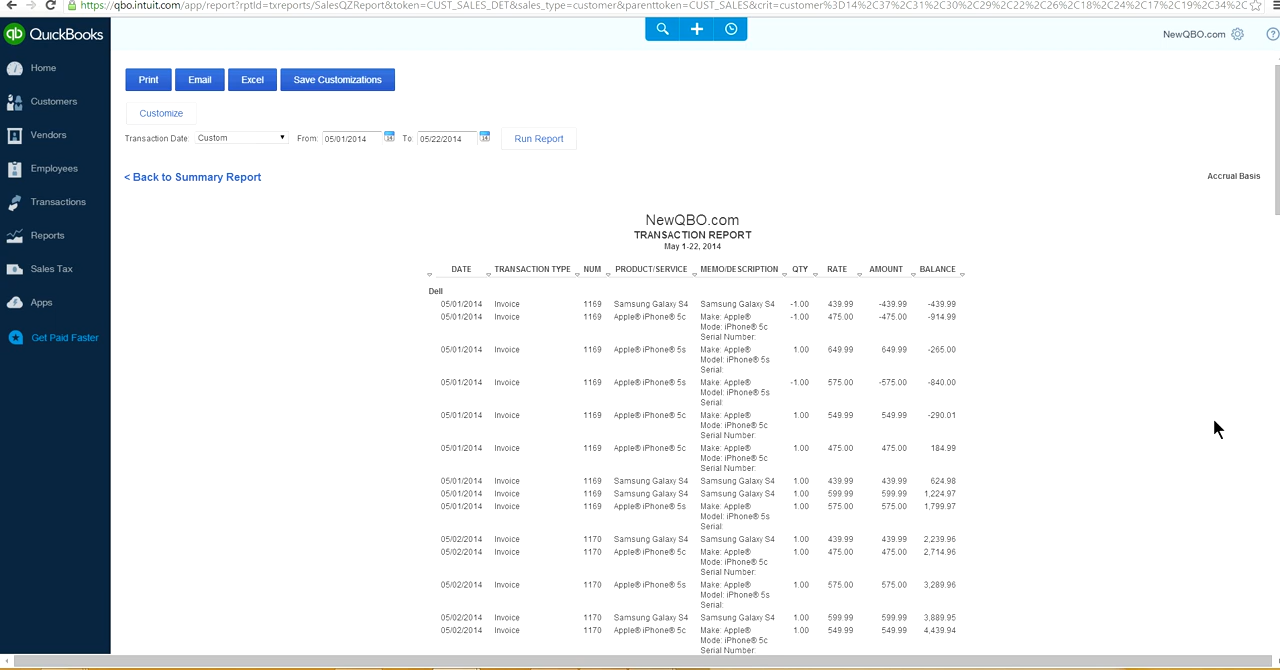 https://qbo.intuit.com/app/report?rptId=txreports/SalesQZReport&token=CUST_SALES_DET&sales_type=customer&parenttoken=CUST_SALES&crit=customer%3D14%2C37%2C31%2C30%2C29%2C22%2C26%2C18%2C24%2C17%2C19%2C34%2C
qb QuickBooks
NewQBO.com
Home
Customers
Vendors
Employees
Transactions
Reports
Sales Tax
Apps
Get Paid Faster
Print Email Excel Save Customizations
Customize
Transaction Date: Custom From: 05/01/2014 To: 05/22/2014 Run Report
< Back to Summary Report
Accrual Basis
NewQBO.com
TRANSACTION REPORT
May 1-22, 2014
DATE TRANSACTION TYPE NUM PRODUCT/SERVICE MEMO/DESCRIPTION QTY RATE AMOUNT BALANCE
Dell
05/01/2014 Invoice 1169 Samsung Galaxy S4 Samsung Galaxy S4 -1.00 439.99 -439.99 -439.99
05/01/2014 Invoice 1169 Apple® iPhone® 5c Make: Apple® -1.00 475.00 -475.00 -914.99
Mode: iPhone® 5c
Serial Number:
05/01/2014 Invoice 1169 Apple® iPhone® 5s Make: Apple® 1.00 649.99 649.99 -265.00
Model: iPhone® 5s
Serial:
05/01/2014 Invoice 1169 Apple® iPhone® 5s Make: Apple® -1.00 575.00 -575.00 -840.00
Model: iPhone® 5s
Serial:
05/01/2014 Invoice 1169 Apple® iPhone® 5c Make: Apple® 1.00 549.99 549.99 -290.01
Mode: iPhone® 5c
Serial Number:
05/01/2014 Invoice 1169 Apple® iPhone® 5c Make: Apple® 1.00 475.00 475.00 184.99
Mode: iPhone® 5c
Serial Number:
05/01/2014 Invoice 1169 Samsung Galaxy S4 Samsung Galaxy S4 1.00 439.99 439.99 624.98
05/01/2014 Invoice 1169 Samsung Galaxy S4 Samsung Galaxy S4 1.00 599.99 599.99 1,224.97
05/01/2014 Invoice 1169 Apple® iPhone® 5s Make: Apple® 1.00 575.00 575.00 1,799.97
Model: iPhone® 5s
Serial:
05/02/2014 Invoice 1170 Samsung Galaxy S4 Samsung Galaxy S4 1.00 439.99 439.99 2,239.96
05/02/2014 Invoice 1170 Apple® iPhone® 5c Make: Apple® 1.00 475.00 475.00 2,714.96
Mode: iPhone® 5c
Serial Number:
05/02/2014 Invoice 1170 Apple® iPhone® 5s Make: Apple® 1.00 575.00 575.00 3,289.96
Model: iPhone® 5s
Serial:
05/02/2014 Invoice 1170 Samsung Galaxy S4 Samsung Galaxy S4 1.00 599.99 599.99 3,889.95
05/02/2014 Invoice 1170 Apple® iPhone® 5c Make: Apple® 1.00 549.99 549.99 4,439.94
Mode: iPhone® 5c
Serial Number: